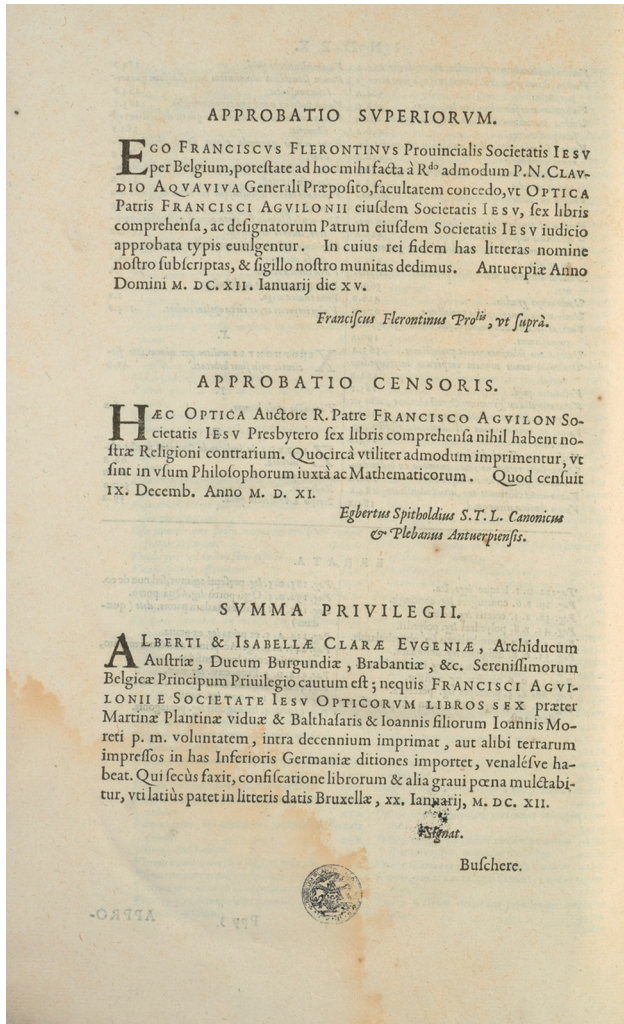 APPROBATIO SVPERIORVM.
EGO FRANCISCVS FLERONTINVS Prouincialis Societatis IESV
per Belgium, poteſtate ad hoc mihi facta à Rdo admodum P.N. CLAV-
DIO AQVAVIVA Generali Præpoſito, facultatem concedo, vt OPTICA
Patris FRANCISCI AGVILONII eiuſdem Societatis IESV, ſex libris
comprehenſa, ac deſignatorum Patrum eiuſdem Societatis IESV iudicio
approbata typis euulgentur. In cuius rei fidem has litteras nomine
noſtro ſubſcriptas, & ſigillo noſtro munitas dedimus. Antuerpiæ Anno
Domini M. DC. XII. Ianuarij die XV.
Franciſcus Flerontinus Prolis, vt ſuprà.
APPROBATIO CENSORIS.
HÆC OPTICA Auctore R. Patre FRANCISCO AGVILON So-
cietatis IESV Presbytero ſex libris comprehenſa nihil habent no-
ſtræ Religioni contrarium. Quocircà vtiliter admodum imprimentur, vt
ſint in vſum Philoſophorum iuxtà ac Mathematicorum. Quod cenſuit
IX. Decemb. Anno M. D. XI.
Egbertus Spitholdius S. T. L. Canonicus
& Plebanus Antuerpienſis.
SVMMA PRIVILEGII.
ALBERTI & ISABELLÆ CLARÆ EVGENIÆ, Archiducum
Auſtriæ, Ducum Burgundiæ, Brabantiæ, &c. Sereniſſimorum
Belgicæ Principum Priuilegio cautum eſt; nequis FRANCISCI AGVI-
LONII E SOCIETATE IESV OPTICORVM LIBROS SEX præter
Martinæ Plantinæ viduæ & Balthaſaris & Ioannis filiorum Ioannis Mo-
reti p. m. voluntatem, intra decennium imprimat, aut alibi terrarum
impreſſos in has Inferioris Germaniæ ditiones importet, venaléſve ha-
beat. Qui ſecùs faxit, confiſcatione librorum & alia graui pœna mulctabi-
tur, vti latiùs patet in litteris datis Bruxellæ, XX. Ianuarij, M. DC. XII.
Signat.
Buſchere.